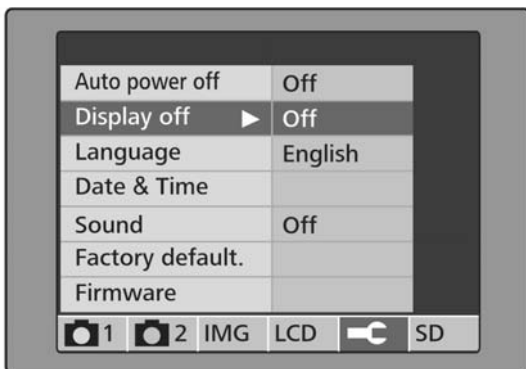 Auto power off Off
Display off Off
Language English
Date & Time
Sound Off
Factory default.
Firmware
1 2 IMG LCD SD